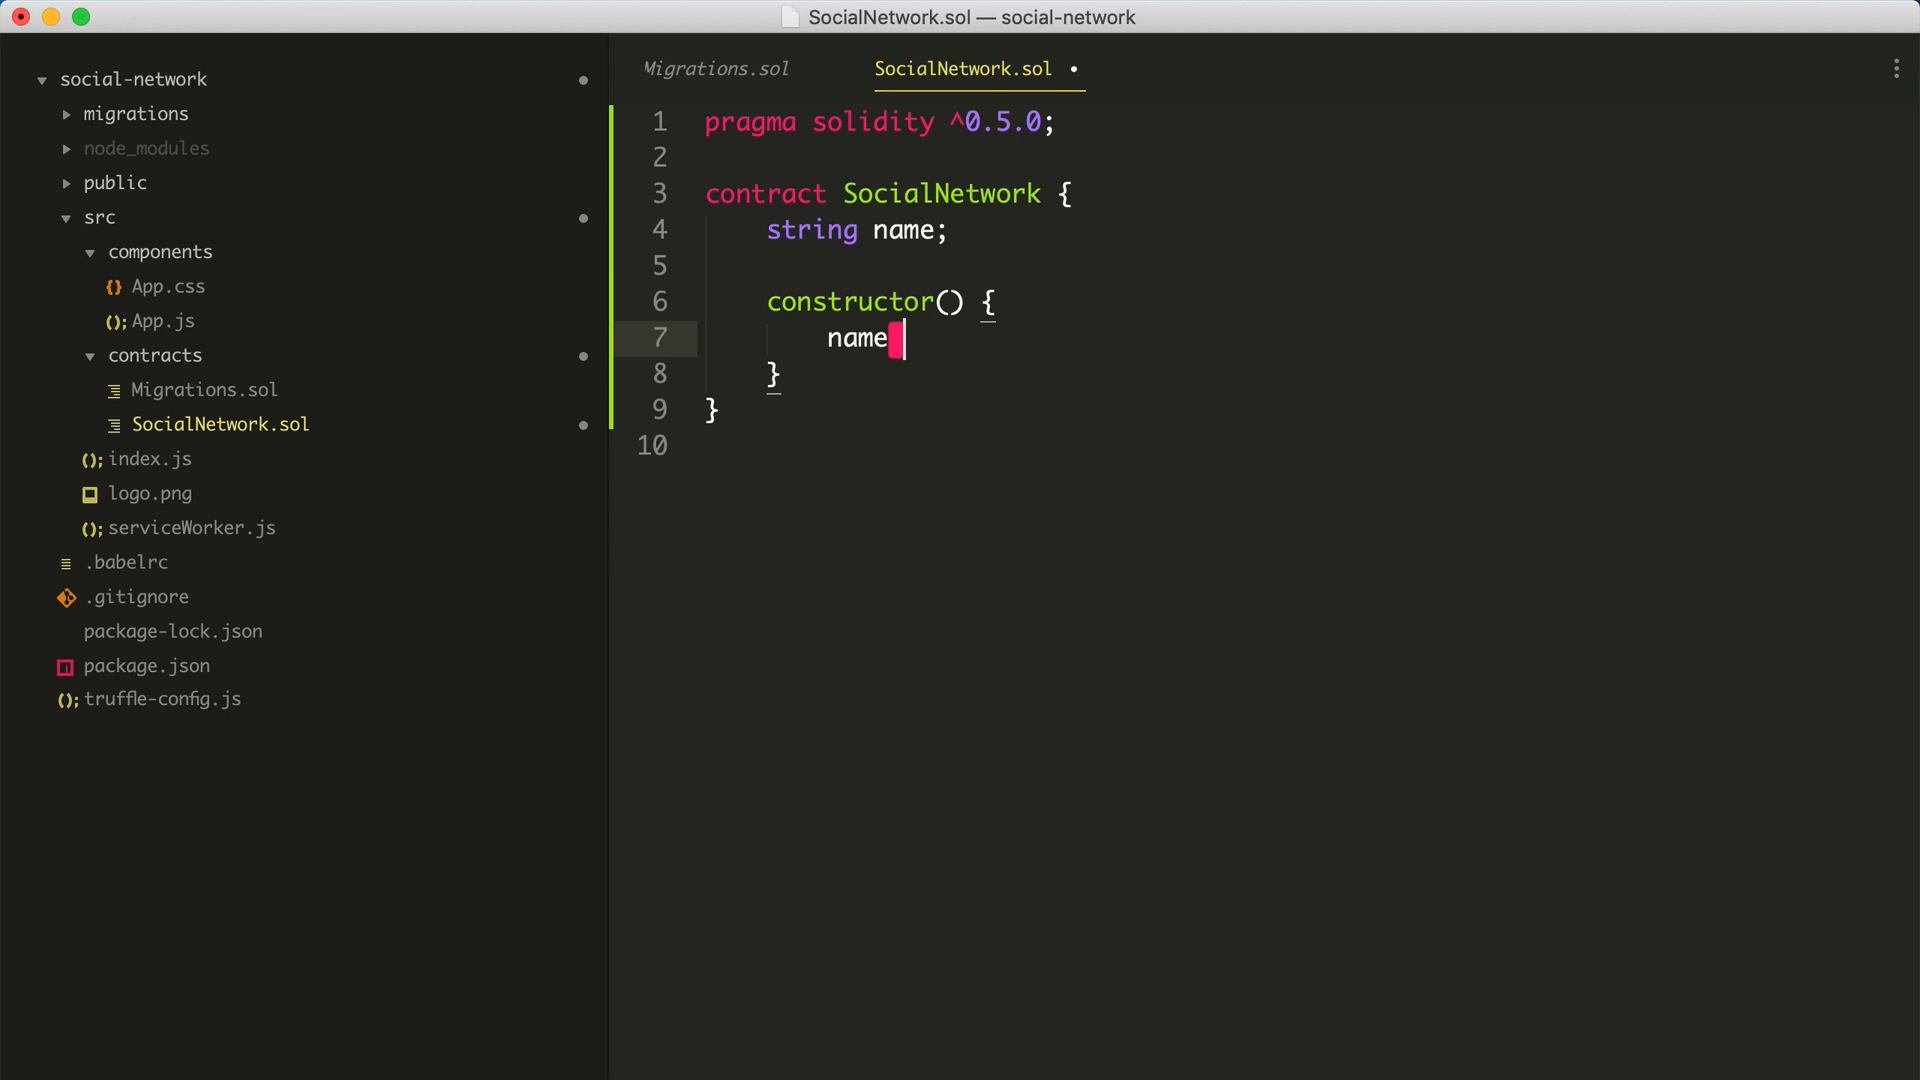 SocialNetwork.sol — social-network
social-network
migrations
node_modules
public
src
components
App.css
App.js
contracts
Migrations.sol
SocialNetwork.sol
index.js
logo.png
serviceWorker.js
.babelrc
.gitignore
package-lock.json
package.json
truffle-config.js
Migrations.sol SocialNetwork.sol
1 pragma solidity ^0.5.0;
2
3 contract SocialNetwork {
4 string name;
5
6 constructor() {
7 name
8 }
9 }
10